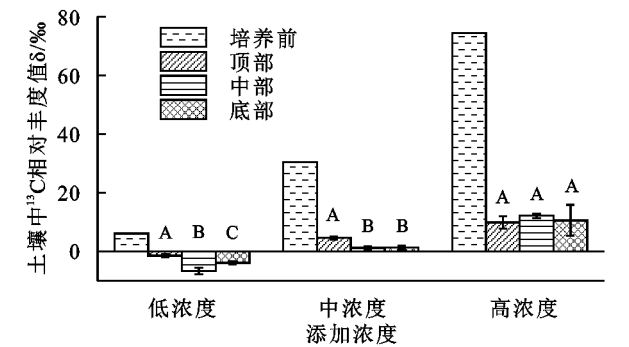 土壤中¹³C相对丰度值δ/‰
80
60
40
20
0
培养前
顶部
中部
底部
A B C
A B B
A A A
低浓度 中浓度 高浓度
添加浓度